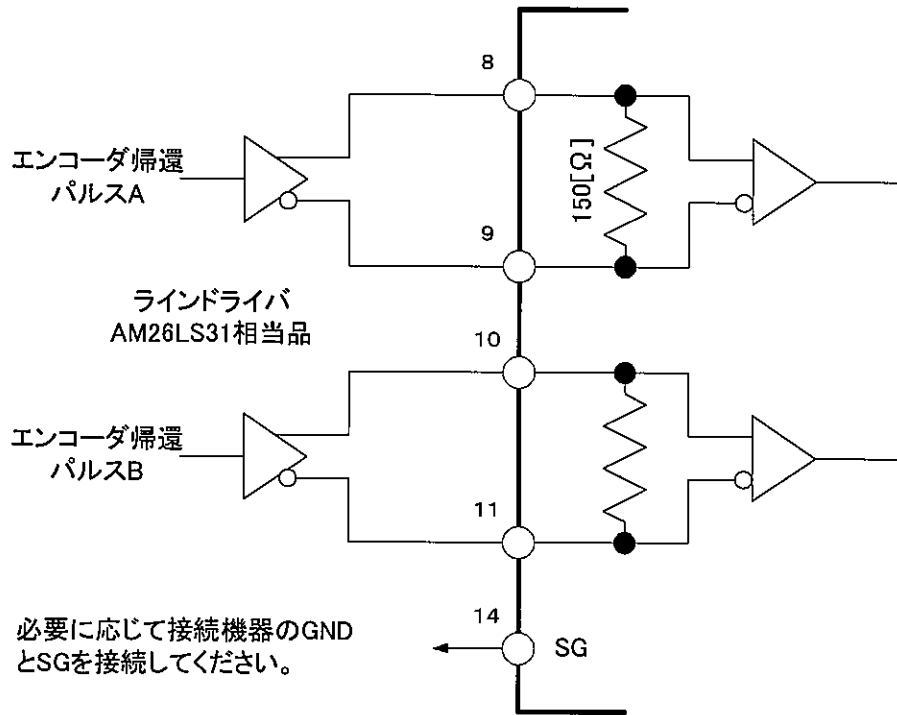 8
エンコーダ帰還
パルスA
150[Ω]
9
ラインドライバ
AM26LS31相当品
10
エンコーダ帰還
パルスB
11
必要に応じて接続機器のGND
とSGを接続してください。
14
SG